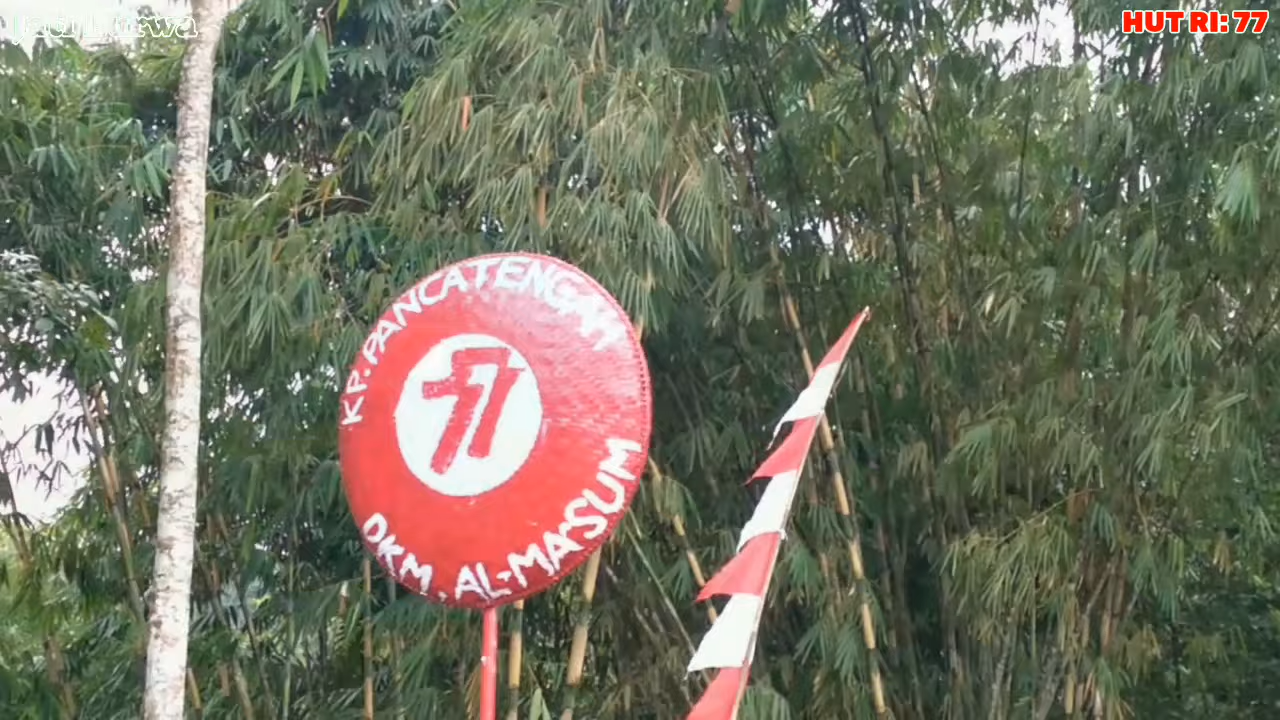 HUT RI: 77
KP. PANCATENGAH
77
DKM. AL-MA-SUM